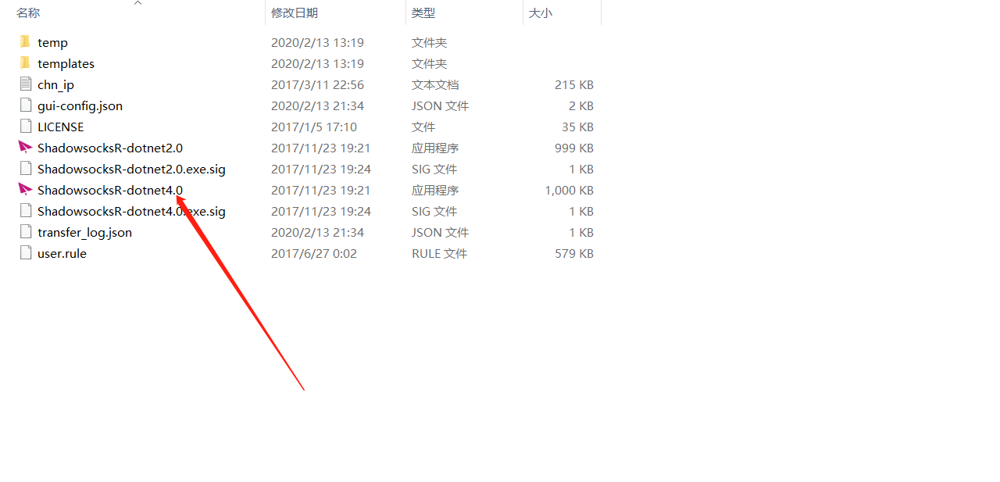 名称 修改日期 类型 大小
temp 2020/2/13 13:19 文件夹
templates 2020/2/13 13:19 文件夹
chn_ip 2017/3/11 22:56 文本文档 215 KB
gui-config.json 2020/2/13 21:34 JSON 文件 2 KB
LICENSE 2017/1/5 17:10 文件 35 KB
ShadowsocksR-dotnet2.0 2017/11/23 19:21 应用程序 999 KB
ShadowsocksR-dotnet2.0.exe.sig 2017/11/23 19:24 SIG 文件 1 KB
ShadowsocksR-dotnet4.0 2017/11/23 19:21 应用程序 1,000 KB
ShadowsocksR-dotnet4.0.exe.sig 2017/11/23 19:24 SIG 文件 1 KB
transfer_log.json 2020/2/13 21:34 JSON 文件 1 KB
user.rule 2017/6/27 0:02 RULE 文件 579 KB